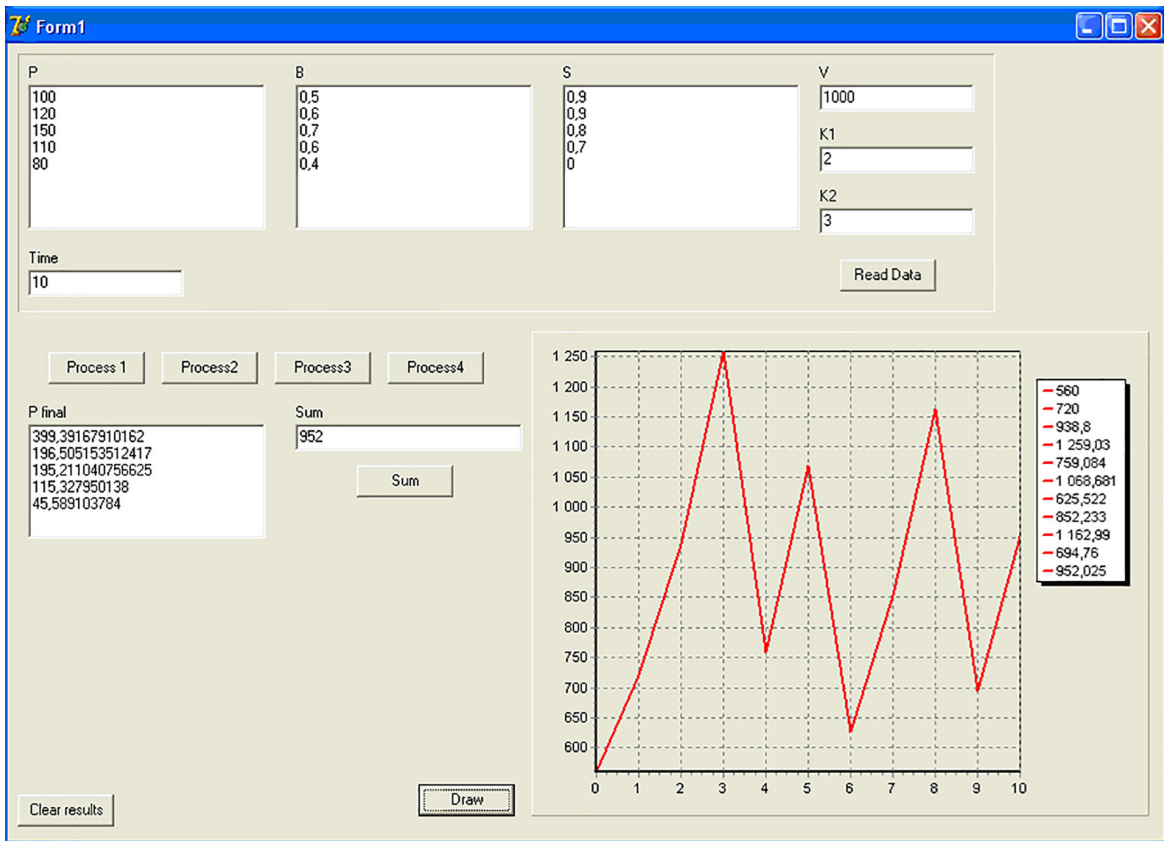 Form1
P
100
120
150
110
80
B
0,5
0,6
0,7
0,6
0,4
S
0,9
0,9
0,8
0,7
0
V
1000
K1
2
K2
3
Time
10
Read Data
Process 1
Process2
Process3
Process4
P final
399,39167910162
196,505153512417
195,211040756625
115,327950138
45,589103784
Sum
952
Sum
1 250
1 200
1 150
1 100
1 050
1 000
950
900
850
800
750
700
650
600
0 1 2 3 4 5 6 7 8 9 10
560
720
938,8
1 259,03
759,084
1 068,681
625,522
852,233
1 162,99
694,76
952,025
Clear results
Draw